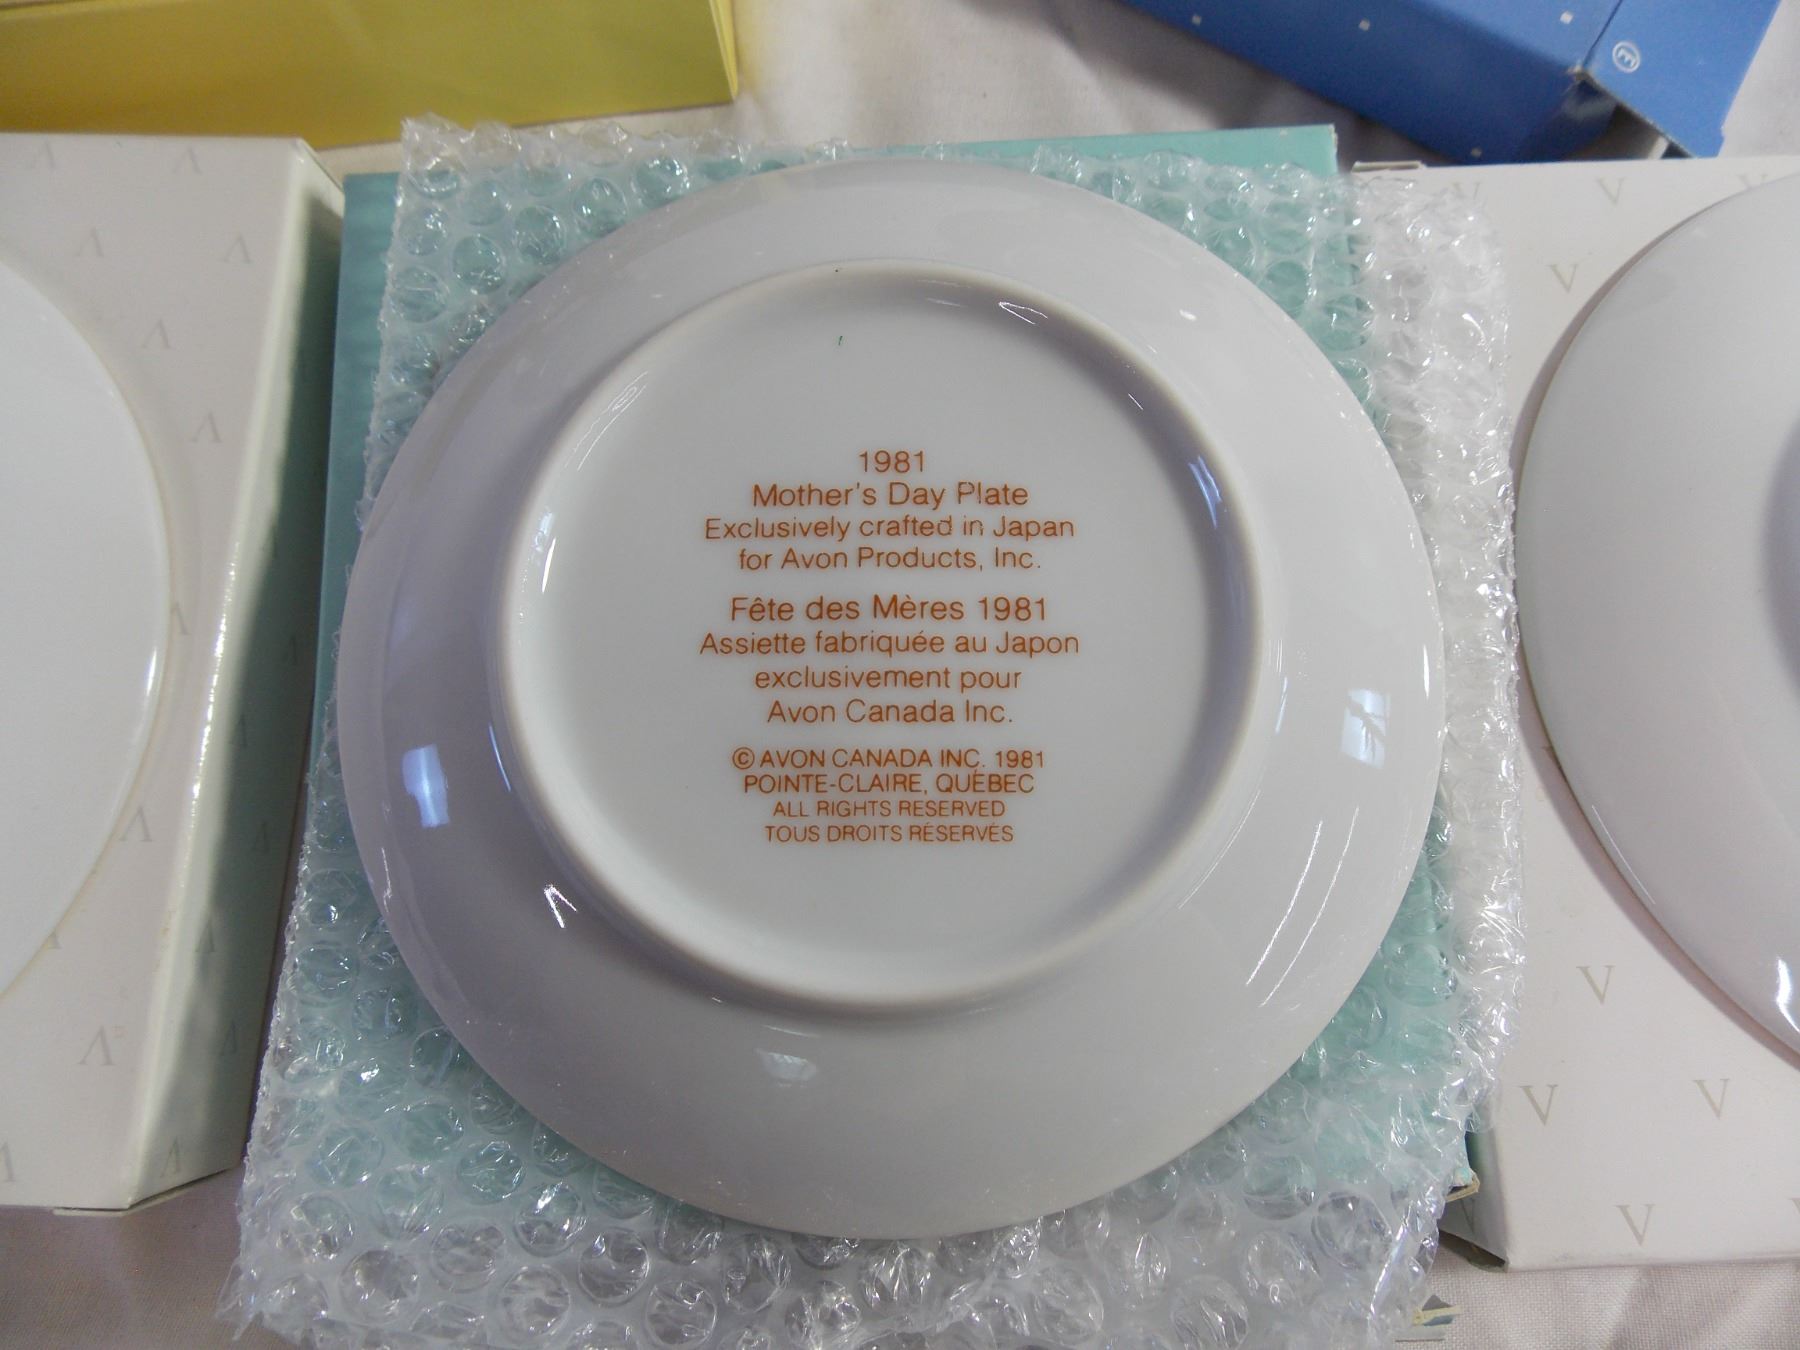 1981
Mother's Day Plate
Exclusively crafted in Japan
for Avon Products, Inc.
Fête des Mères 1981
Assiette fabriquée au Japon
exclusivement pour
Avon Canada Inc.
© AVON CANADA INC. 1981
POINTE-CLAIRE, QUÉBEC
ALL RIGHTS RESERVED
TOUS DROITS RÉSERVÉS